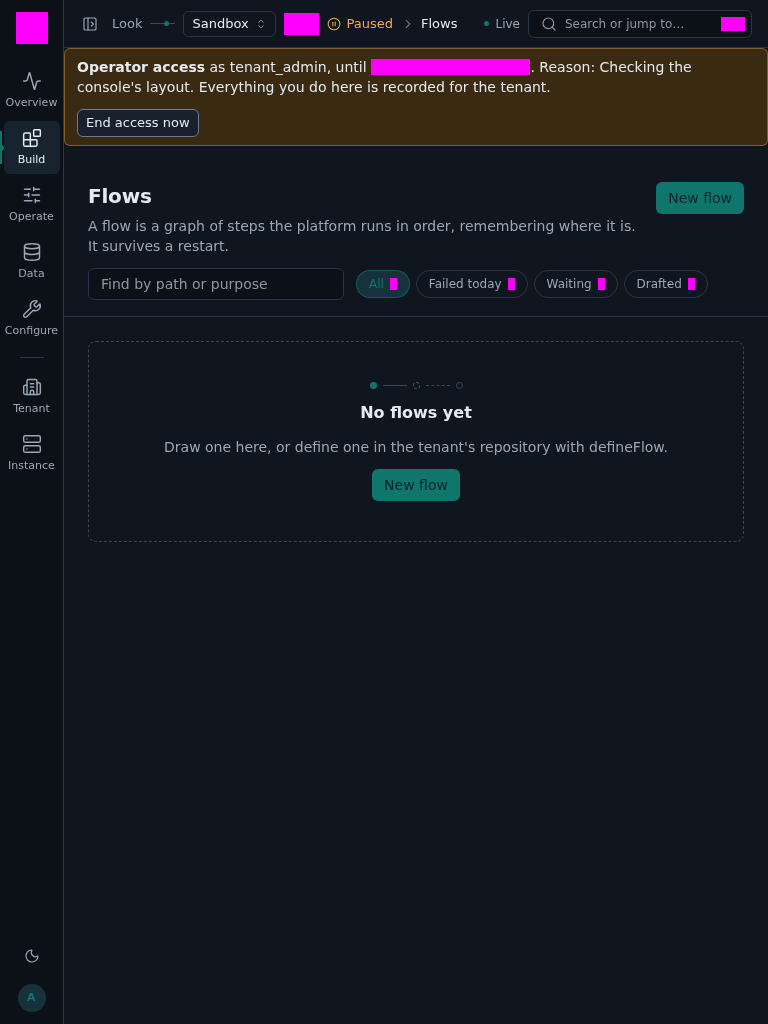 Look
Sandbox
Paused
Flows
Live
Search or jump to…
Overview
Build
Operate
Data
Configure
Tenant
Instance
A
Operator access as tenant_admin, until . Reason: Checking the
console's layout. Everything you do here is recorded for the tenant.
End access now
Flows
New flow
A flow is a graph of steps the platform runs in order, remembering where it is.
It survives a restart.
Find by path or purpose
All
Failed today
Waiting
Drafted
No flows yet
Draw one here, or define one in the tenant's repository with defineFlow.
New flow